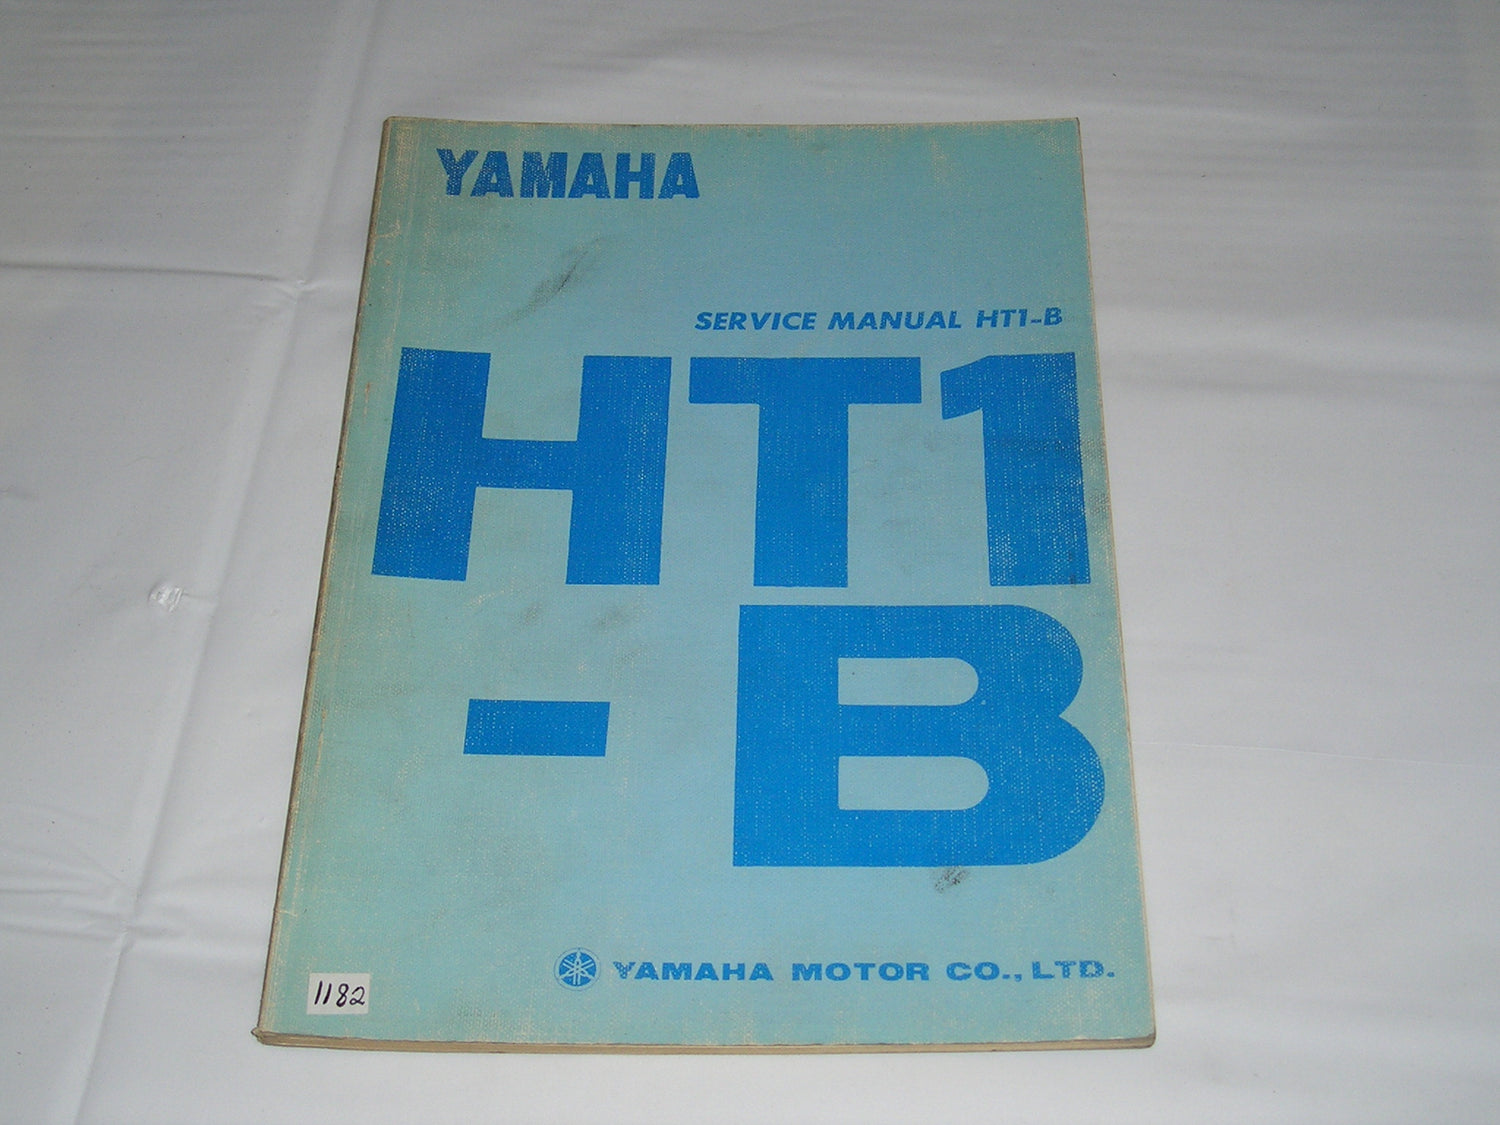 YAMAHA
SERVICE MANUAL HT1-B
HT1
-B
YAMAHA MOTOR CO., LTD.
1182